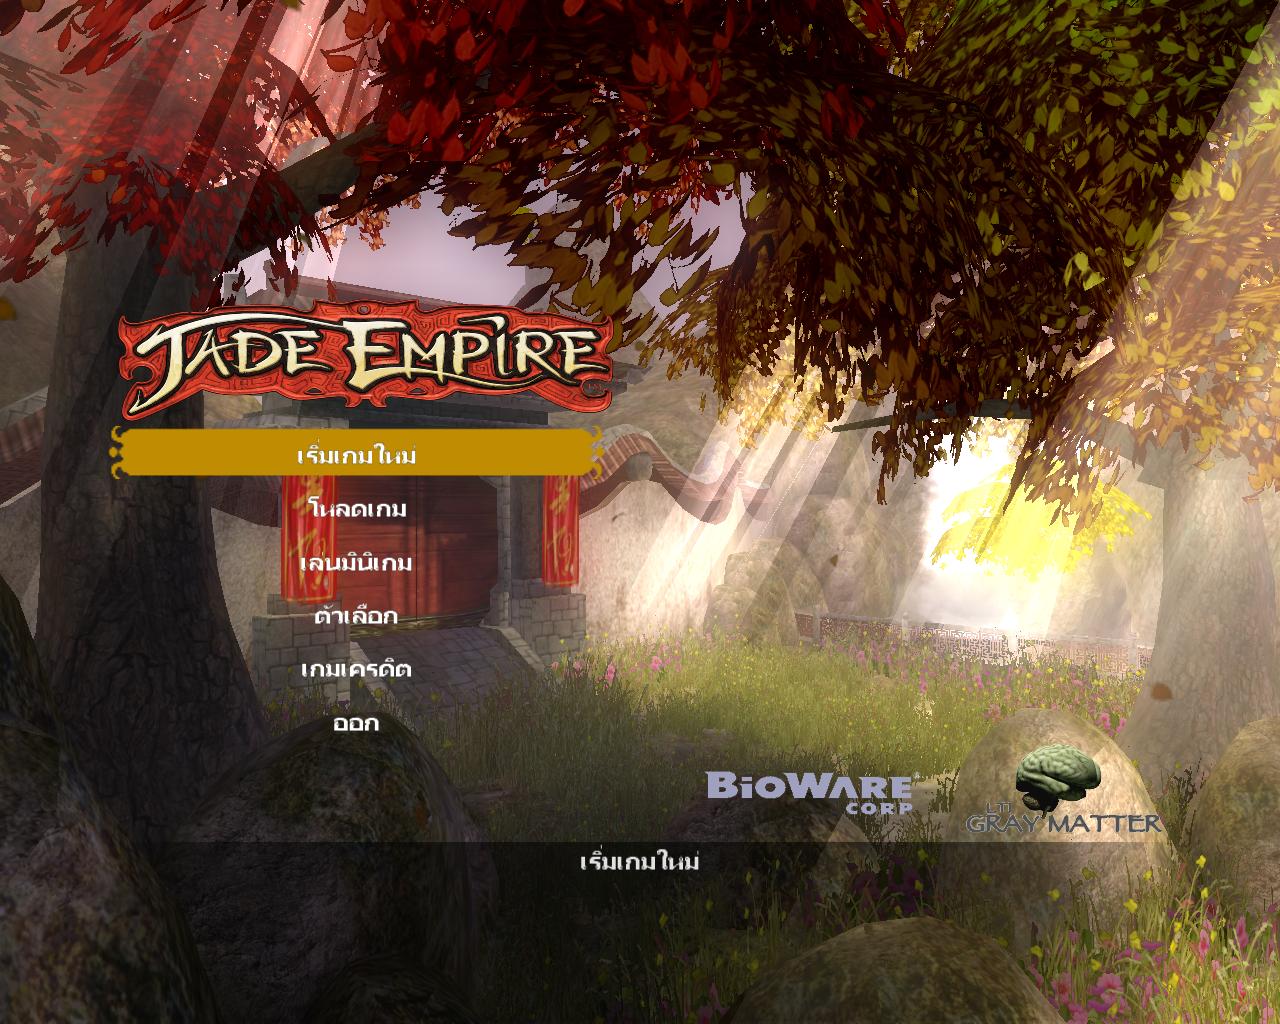 JADE EMPIRE
เริ่มเกมใหม่
โหลดเกม
เล่นมินิเกม
ตัวเลือก
เกมเครดิต
ออก
BIOWARE
CORP
LTI
GRAY MATTER
เริ่มเกมใหม่